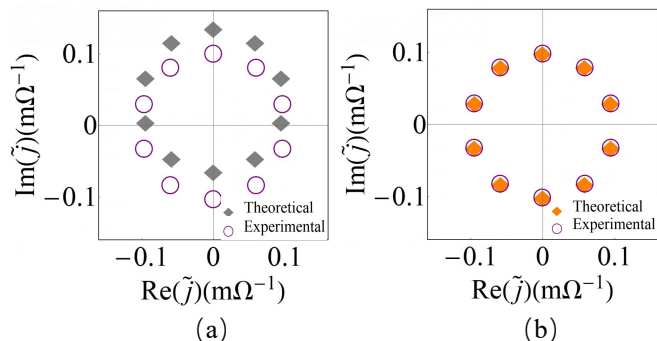 0.1
0
−0.1
Im(j̃)(mΩ⁻¹)
Theoretical
Experimental
−0.1 0 0.1
Re(j̃)(mΩ⁻¹)
(a)
0.1
0
−0.1
Im(j̃)(mΩ⁻¹)
Theoretical
Experimental
−0.1 0 0.1
Re(j̃)(mΩ⁻¹)
(b)